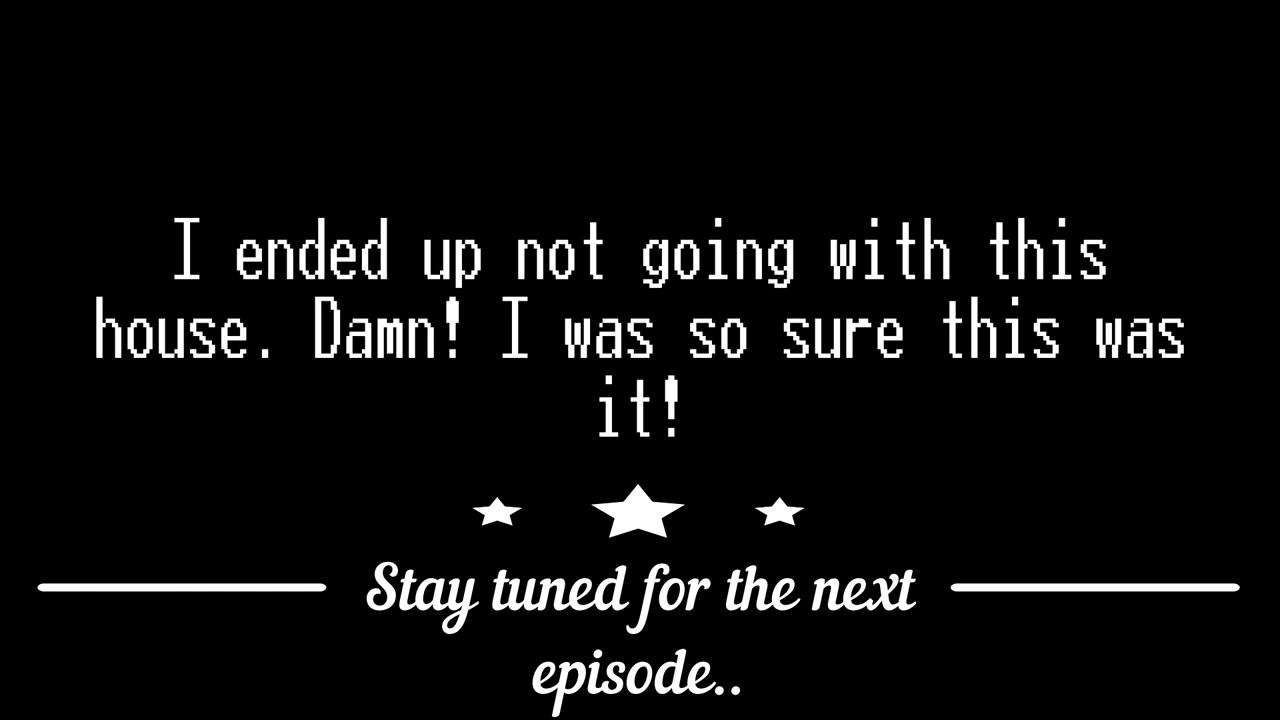 I ended up not going with this
house. Damn! I was so sure this was
it!
Stay tuned for the next
episode..